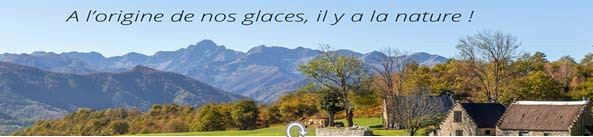 A l’origine de nos glaces, il y a la nature !